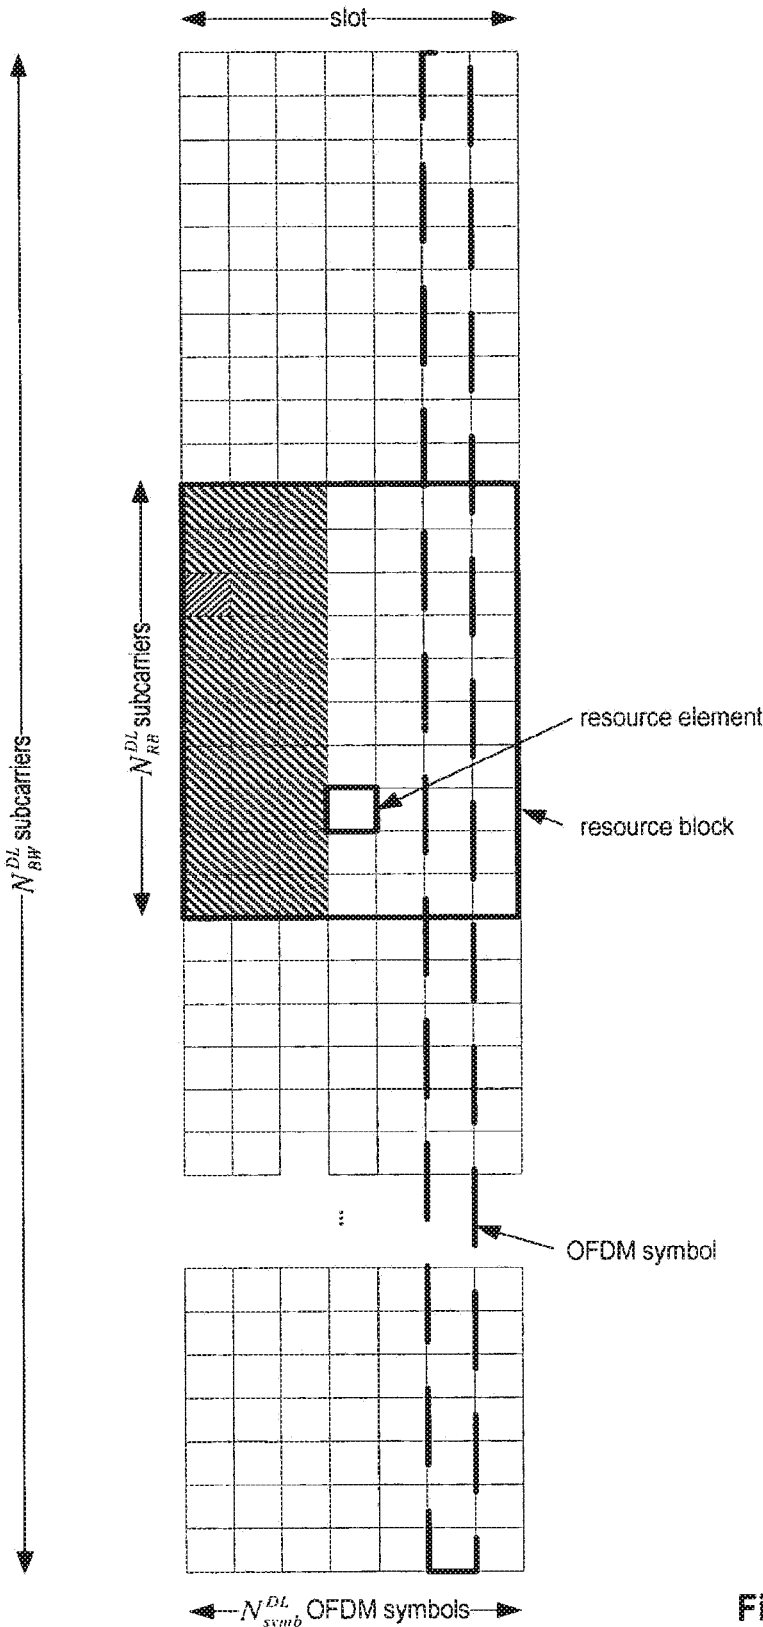 slot
N_{BW}^{DL} subcarriers
N_{RB}^{DL} subcarriers
resource element
resource block
⋮
OFDM symbol
N_{symb}^{DL} OFDM symbols
Fi